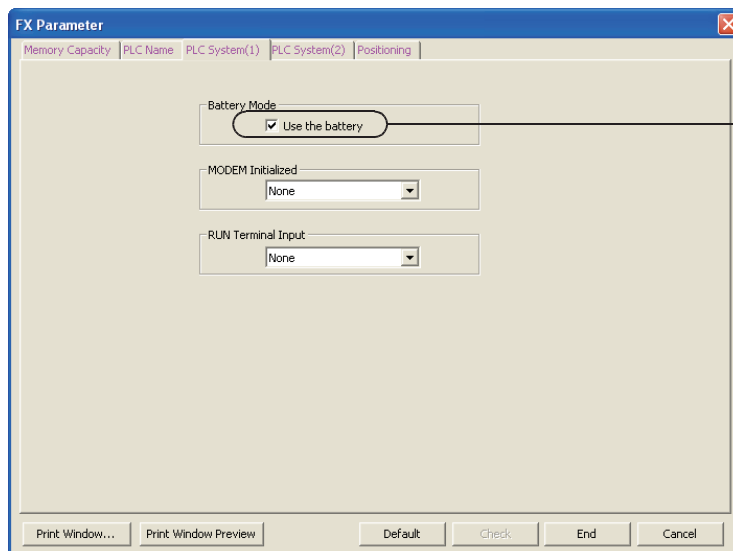 FX Parameter
Memory Capacity PLC Name PLC System(1) PLC System(2) Positioning
Battery Mode
Use the battery
MODEM Initialized
None
RUN Terminal Input
None
Print Window... Print Window Preview Default Check End Cancel